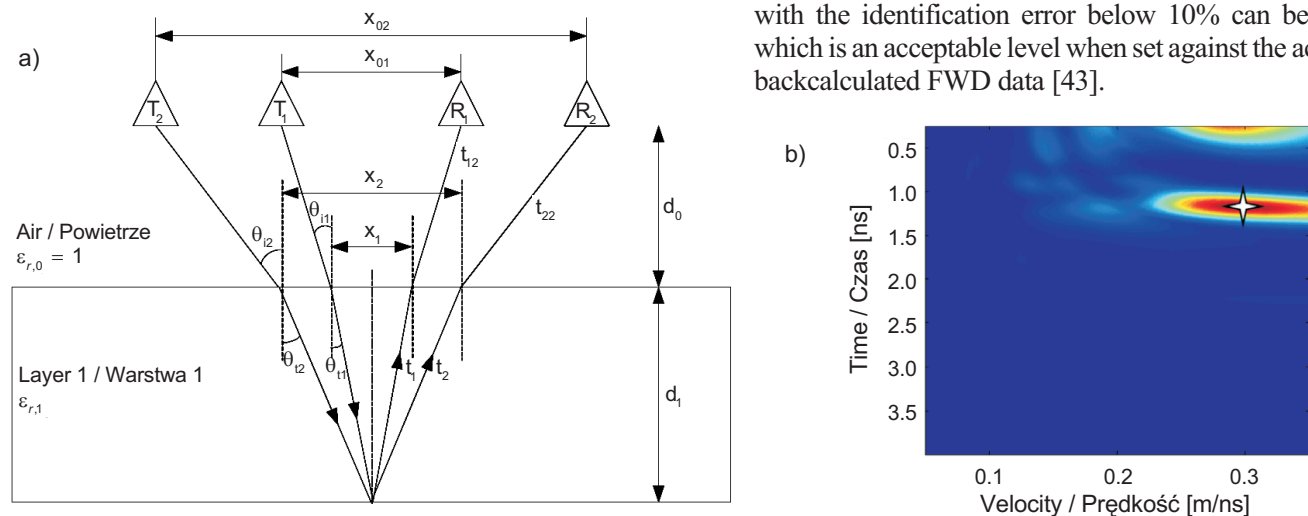 a)
x₀₂
x₀₁
T₂
T₁
R₁
R₂
t₁₂
x₂
t₂₂
d₀
θᵢ₁
θᵢ₂
x₁
Air / Powietrze
εᵣ,₀ = 1
θₜ₂
θₜ₁
t₁
t₂
Layer 1 / Warstwa 1
εᵣ,₁
d₁
with the identification error below 10% can be
which is an acceptable level when set against the ac
backcalculated FWD data [43].
b)
Time / Czas [ns]
0.5
1.0
1.5
2.0
2.5
3.0
3.5
0.1
0.2
0.3
Velocity / Prędkość [m/ns]